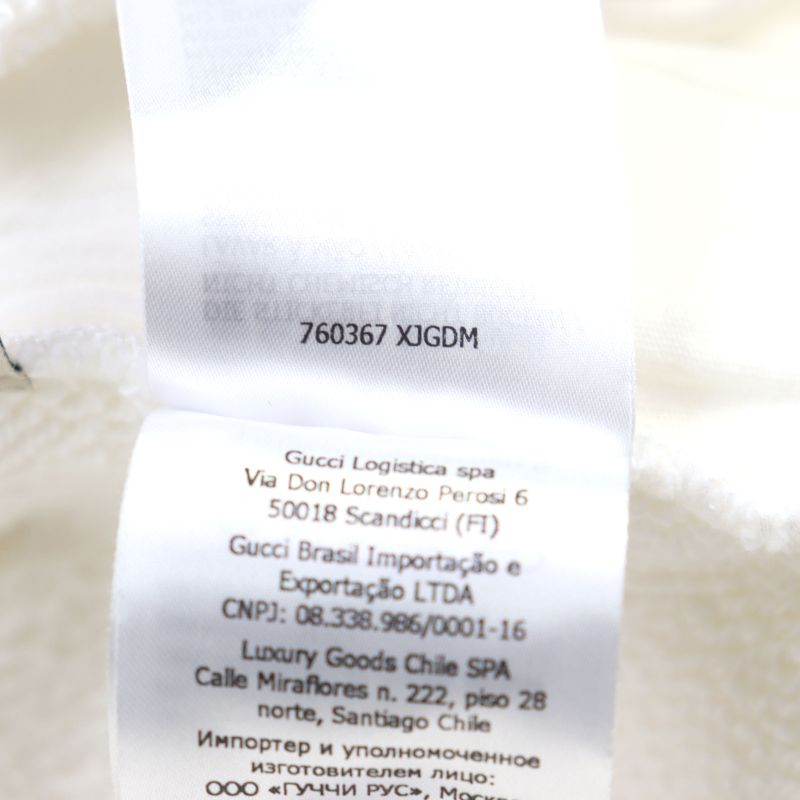 760367 XJGDM
Gucci Logistica spa
Via Don Lorenzo Perosi 6
50018 Scandicci (FI)
Gucci Brasil Importação e
Exportação LTDA
CNPJ: 08.338.986/0001-16
Luxury Goods Chile SPA
Calle Miraflores n. 222, piso 28
norte, Santiago Chile
Импортер и уполномоченное
изготовителем лицо:
ООО «ГУЧЧИ РУС»,